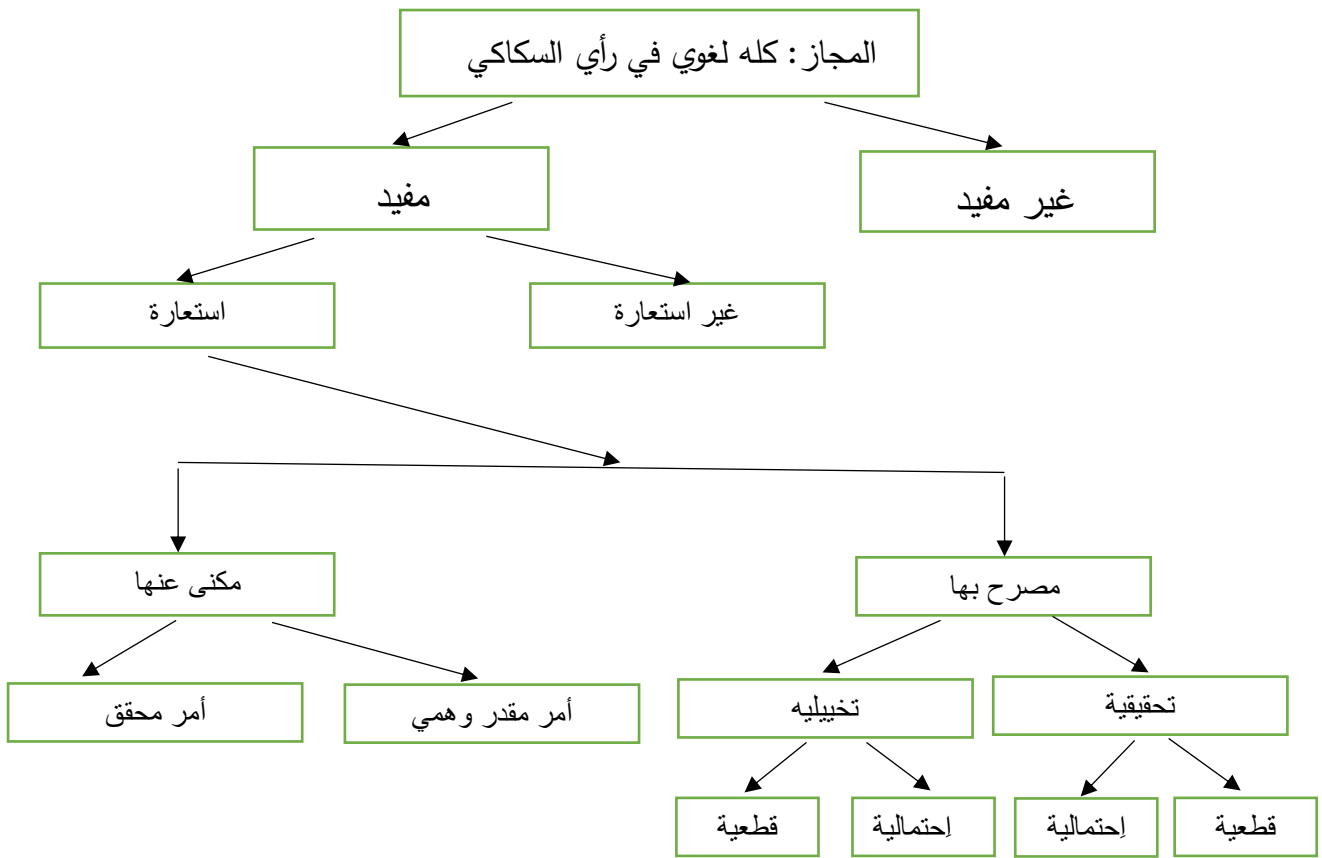 المجاز: كله لغوي في رأي السكاكي
غير مفيد
مفيد
غير استعارة
استعارة
مصرح بها
مكنى عنها
تحقيقية
تخييليه
أمر مقدر وهمي
أمر محقق
قطعية
إحتمالية
إحتمالية
قطعية